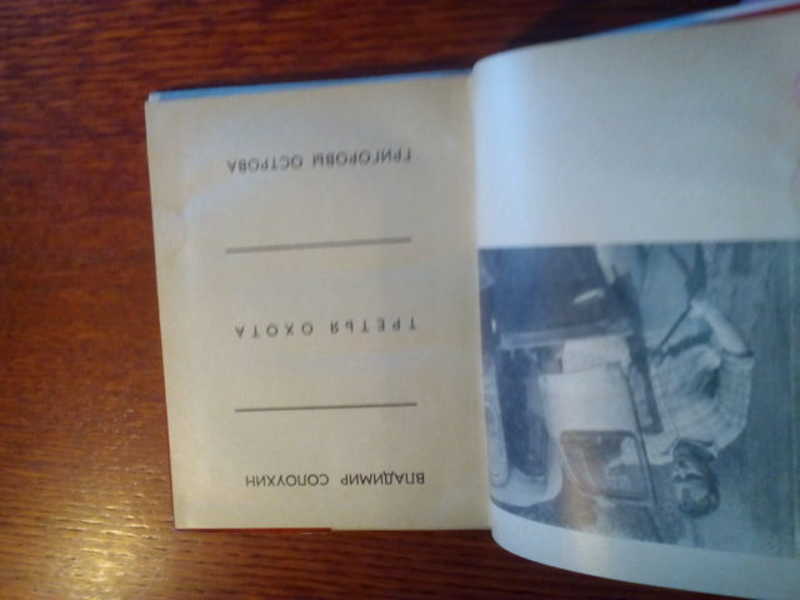 ВЛАДИМИР СОЛОУХИН
ТРЕТЬЯ ОХОТА
ГРИГОРОВЫ ОСТРОВА